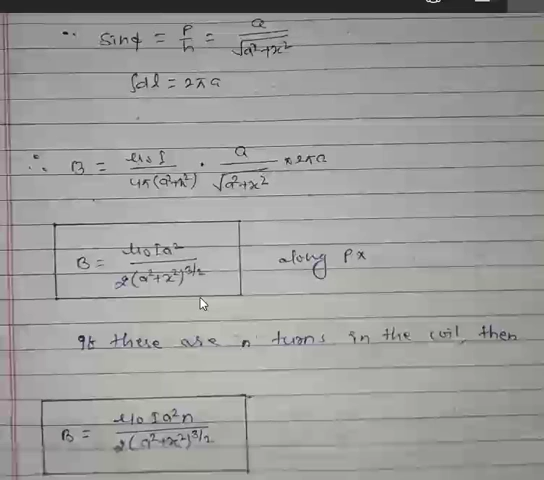 ∵ sinϕ = P/h = a/√(a²+x²)
∫dl = 2πa
∴ B = μ₀I/4π(a²+x²) · a/√(a²+x²) × 2πa
B = μ₀Ia²/2(a²+x²)^3/2 along PX
If there are n turns in the coil, then
B = μ₀Ia²n/2(a²+x²)^3/2